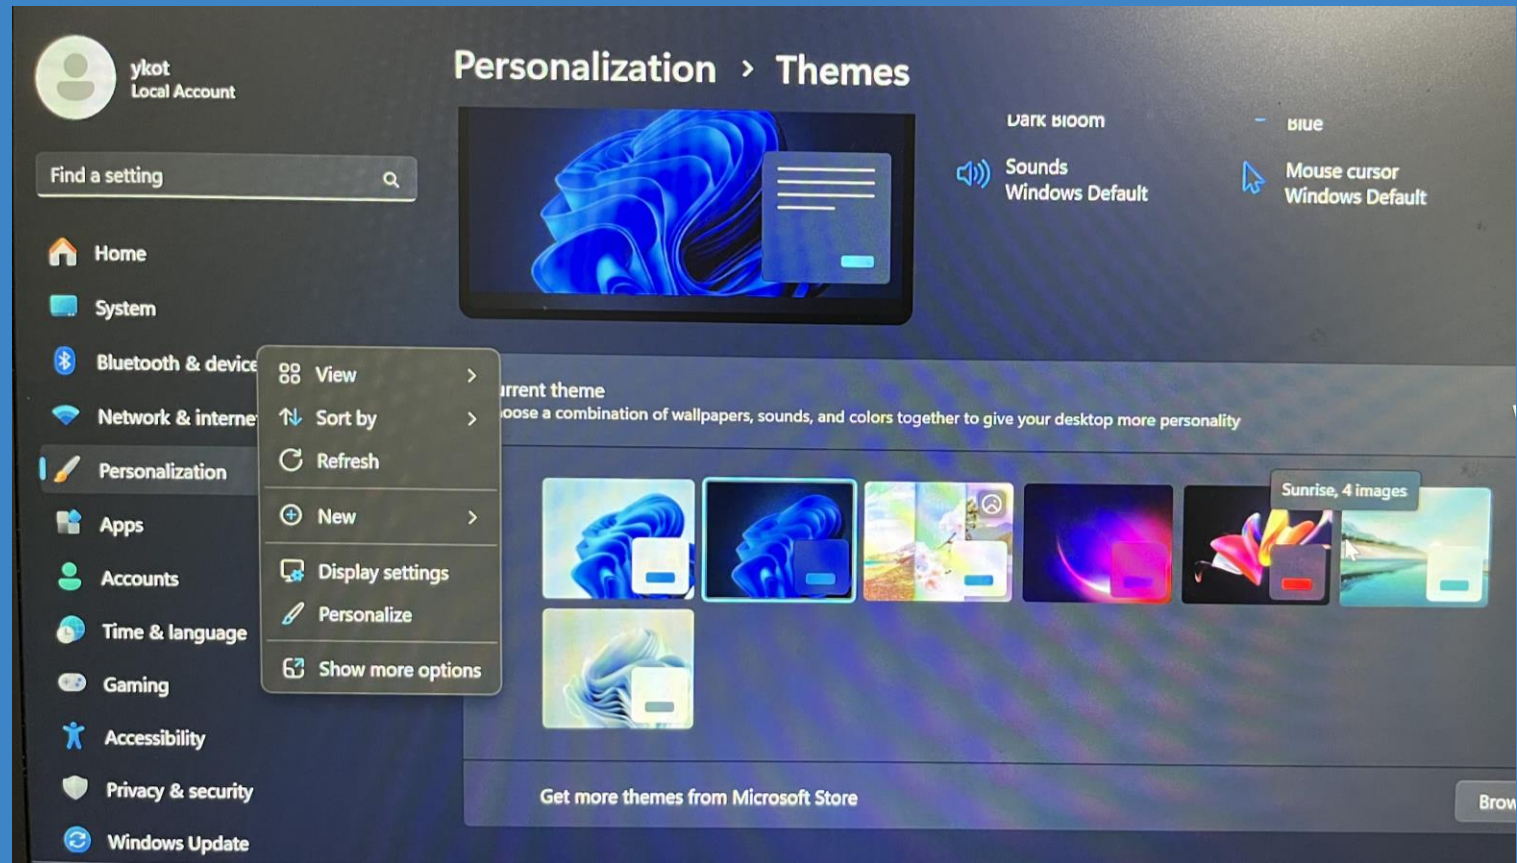 ykot
Local Account
Find a setting
Home
System
Bluetooth & device
Network & interne
Personalization
Apps
Accounts
Time & language
Gaming
Accessibility
Privacy & security
Windows Update
Personalization > Themes
Dark Bloom
Blue
Sounds
Windows Default
Mouse cursor
Windows Default
View
Sort by
Refresh
New
Display settings
Personalize
Show more options
urrent theme
oose a combination of wallpapers, sounds, and colors together to give your desktop more personality
Sunrise, 4 images
Get more themes from Microsoft Store
Brow